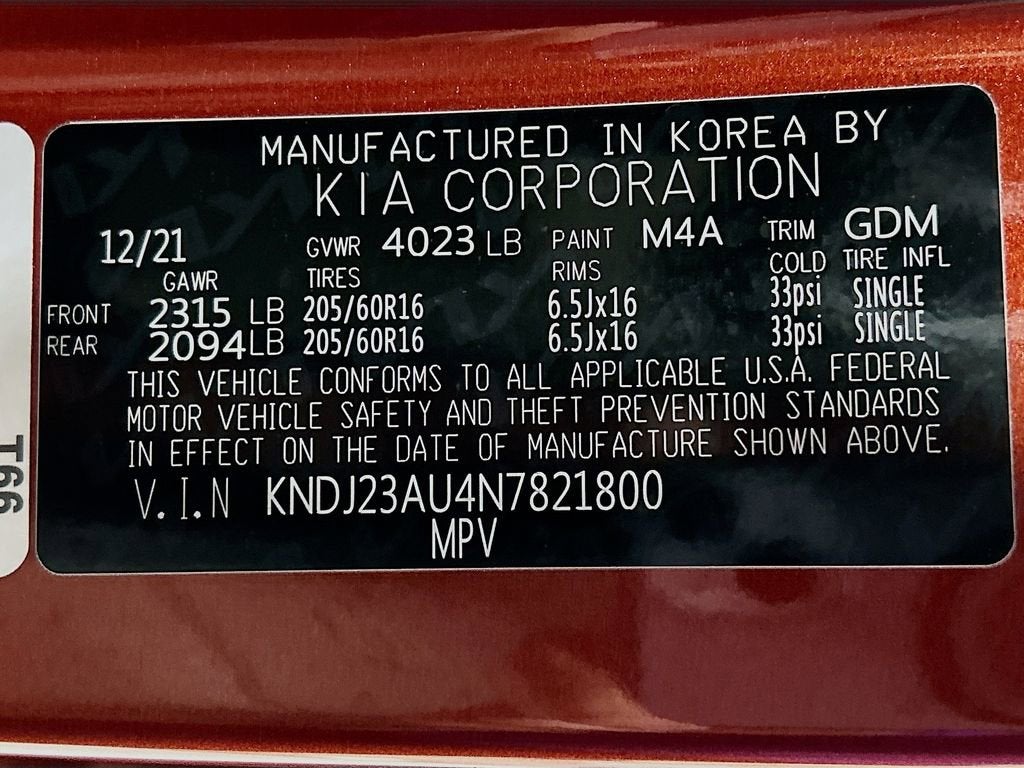 MANUFACTURED IN KOREA BY
KIA CORPORATION
12/21 GVWR 4023 LB PAINT M4A TRIM GDM
GAWR TIRES RIMS COLD TIRE INFL
FRONT 2315 LB 205/60R16 6.5Jx16 33psi SINGLE
REAR 2094LB 205/60R16 6.5Jx16 33psi SINGLE
THIS VEHICLE CONFORMS TO ALL APPLICABLE U.S.A. FEDERAL
MOTOR VEHICLE SAFETY AND THEFT PREVENTION STANDARDS
IN EFFECT ON THE DATE OF MANUFACTURE SHOWN ABOVE.
V.I.N KNDJ23AU4N7821800
MPV
T66